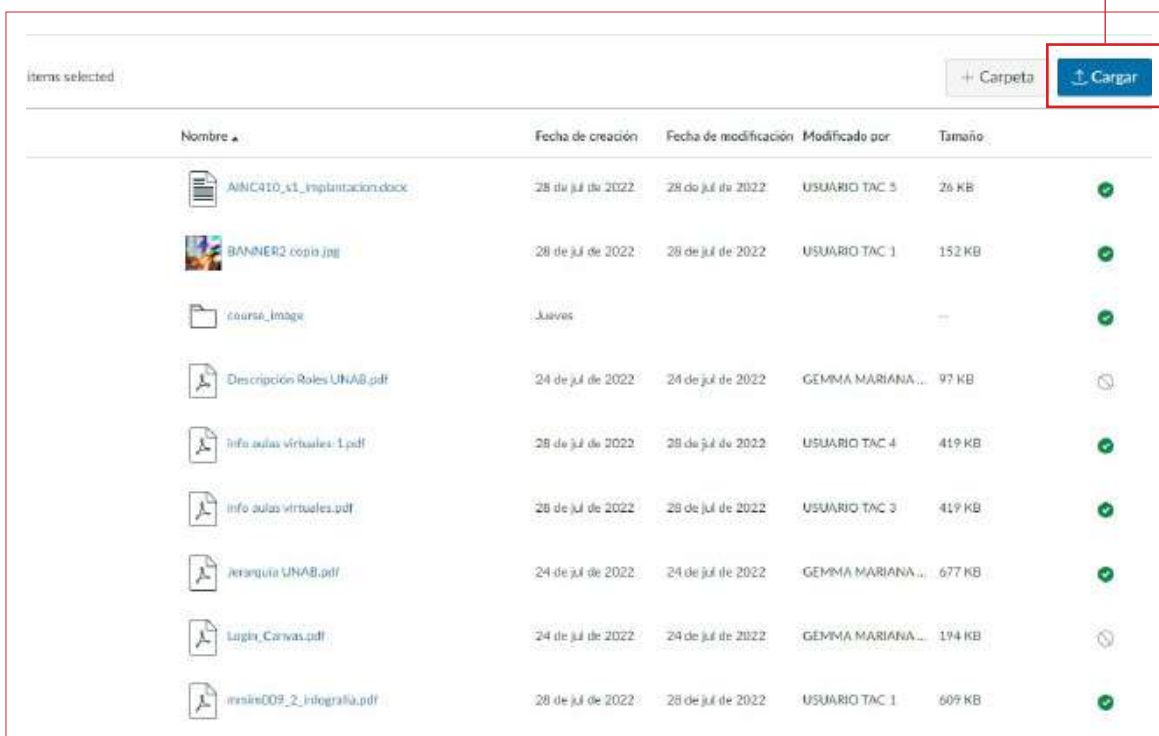 items selected
+ Carpeta
Cargar
Nombre Fecha de creación Fecha de modificación Modificado por Tamaño
AINC410_s1_implantacion.docx 28 de jul de 2022 28 de jul de 2022 USUARIO TAC 5 26 KB
BANNER2 copia.jpg 28 de jul de 2022 28 de jul de 2022 USUARIO TAC 1 152 KB
course_image Jueves --
Descripción Roles UNAB.pdf 24 de jul de 2022 24 de jul de 2022 GEMMA MARIANA ... 97 KB
info aulas virtuales-1.pdf 28 de jul de 2022 28 de jul de 2022 USUARIO TAC 4 419 KB
info aulas virtuales.pdf 28 de jul de 2022 28 de jul de 2022 USUARIO TAC 3 419 KB
Jerarquia UNAB.pdf 24 de jul de 2022 24 de jul de 2022 GEMMA MARIANA ... 677 KB
Login_Canvas.pdf 24 de jul de 2022 24 de jul de 2022 GEMMA MARIANA ... 194 KB
28 de jul de 2022 28 de jul de 2022 USUARIO TAC 1 609 KB